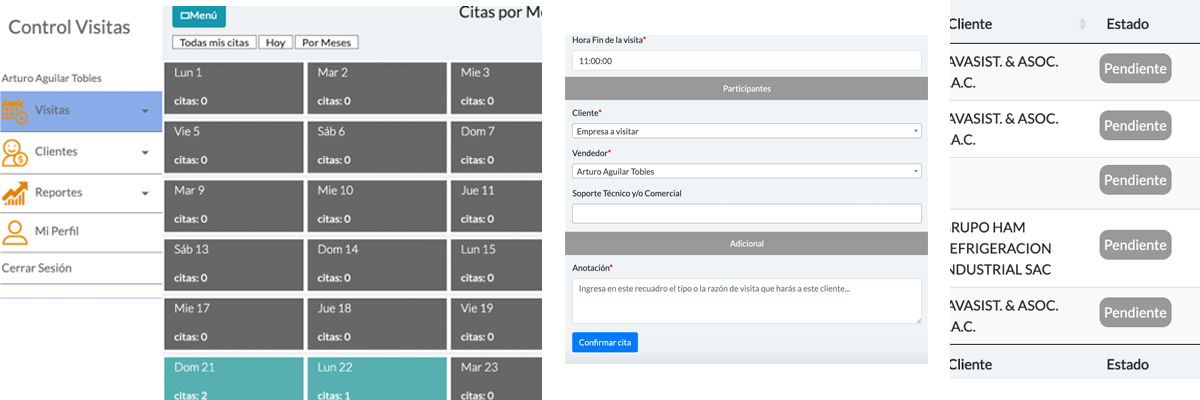 Control Visitas
Arturo Aguilar Tobies
Visitas
Clientes
Reportes
Mi Perfil
Cerrar Sesión
Menú
Citas por Me
Todas mis citas Hoy Por Meses
Lun 1 Mar 2 Mie 3
citas: 0 citas: 0 citas: 0
Vie 5 Sáb 6 Dom 7
citas: 0 citas: 0 citas: 0
Mar 9 Mie 10 Jue 11
citas: 0 citas: 0 citas: 0
Sáb 13 Dom 14 Lun 15
citas: 0 citas: 0 citas: 0
Mie 17 Jue 18 Vie 19
citas: 0 citas: 0 citas: 0
Dom 21 Lun 22 Mar 23
citas: 2 citas: 1 citas: 0
Hora Fin de la visita*
11:00:00
Participantes
Cliente*
Empresa a visitar
Vendedor*
Arturo Aguilar Tobies
Soporte Técnico y/o Comercial
Adicional
Anotación*
Ingresa en este recuadro el tipo o la razón de visita que harás a este cliente...
Confirmar cita
Cliente Estado
AVASIST. & ASOC.
.A.C.
Pendiente
AVASIST. & ASOC.
.A.C.
Pendiente
Pendiente
GRUPO HAM
EFRIGERACION
NDUSTRIAL SAC
Pendiente
AVASIST. & ASOC.
.A.C.
Pendiente
Cliente Estado